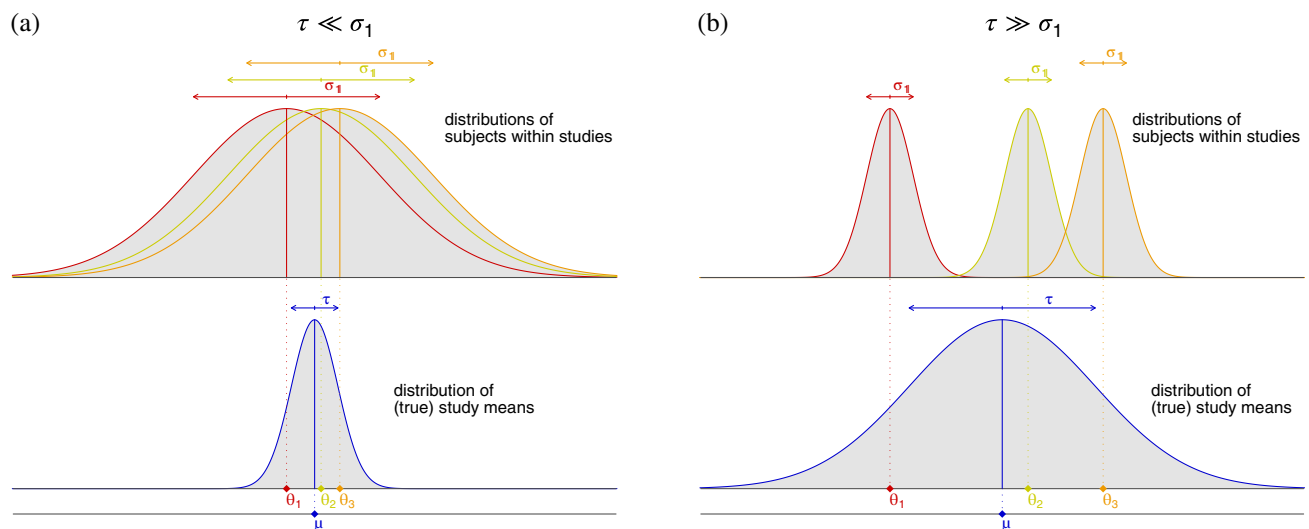 (a)
τ ≪ σ₁
σ₁
σ₁
σ₁
distributions of
subjects within studies
τ
distribution of
(true) study means
θ₁
θ₂
θ₃
μ
(b)
τ ≫ σ₁
σ₁
σ₁
σ₁
distributions of
subjects within studies
τ
distribution of
(true) study means
θ₁
θ₂
θ₃
μ